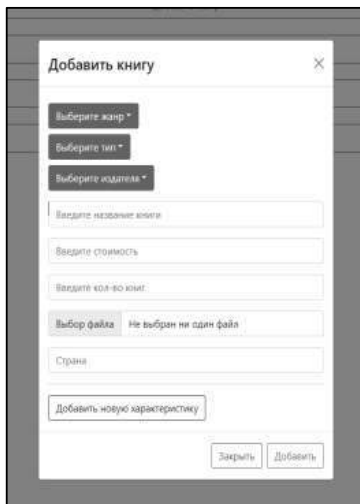 Добавить книгу
Выберите жанр
Выберите тип
Выберите издателя
Введите название книги
Введите стоимость
Введите кол-во книг
Выбор файла Не выбран ни один файл
Страна
Добавить новую характеристику
Закрыть Добавить